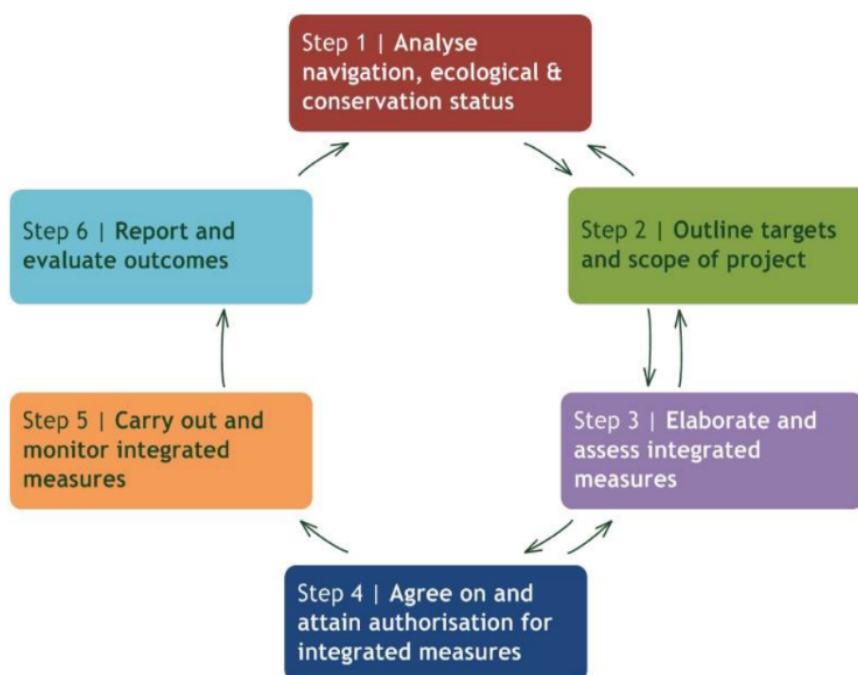 Step 1 | Analyse
navigation, ecological &
conservation status
Step 2 | Outline targets
and scope of project
Step 3 | Elaborate and
assess integrated
measures
Step 4 | Agree on and
attain authorisation for
integrated measures
Step 5 | Carry out and
monitor integrated
measures
Step 6 | Report and
evaluate outcomes